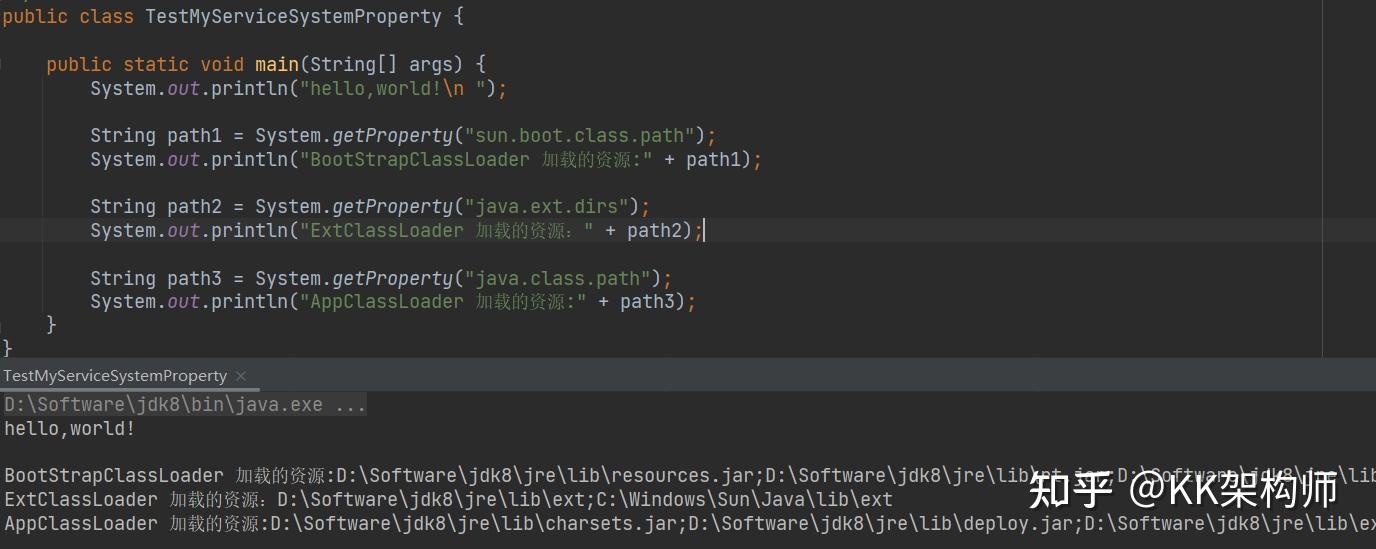 public class TestMyServiceSystemProperty {
public static void main(String[] args) {
System.out.println("hello,world!\n ");
String path1 = System.getProperty("sun.boot.class.path");
System.out.println("BootStrapClassLoader 加载的资源:" + path1);
String path2 = System.getProperty("java.ext.dirs");
System.out.println("ExtClassLoader 加载的资源：" + path2);
String path3 = System.getProperty("java.class.path");
System.out.println("AppClassLoader 加载的资源:" + path3);
}
}
TestMyServiceSystemProperty ×
D:\Software\jdk8\bin\java.exe ...
hello,world!
BootStrapClassLoader 加载的资源:D:\Software\jdk8\jre\lib\resources.jar;D:\Software\jdk8\jre\lib\rt.jar;D:\Software\jdk8\jre\lib
ExtClassLoader 加载的资源：D:\Software\jdk8\jre\lib\ext;C:\Windows\Sun\Java\lib\ext
AppClassLoader 加载的资源:D:\Software\jdk8\jre\lib\charsets.jar;D:\Software\jdk8\jre\lib\deploy.jar;D:\Software\jdk8\jre\lib\ex
知乎 @KK架构师